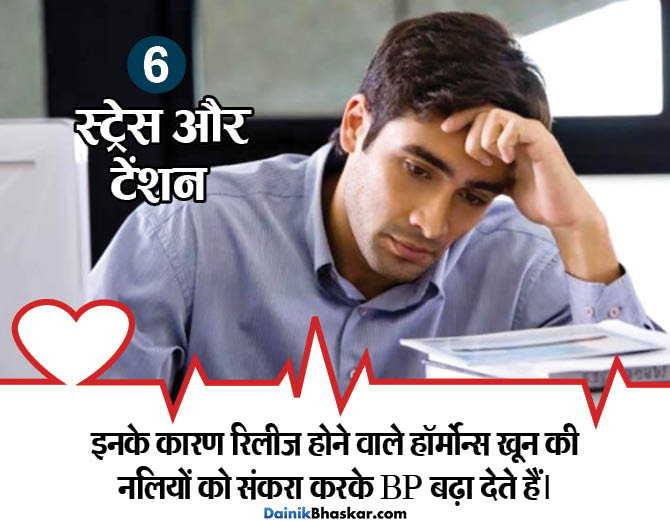 6
स्ट्रेस और
टेंशन
इनके कारण रिलीज होने वाले हॉर्मोन्स खून की
नलियों को संकरा करके BP बढ़ा देते हैं।
DainikBhaskar.com